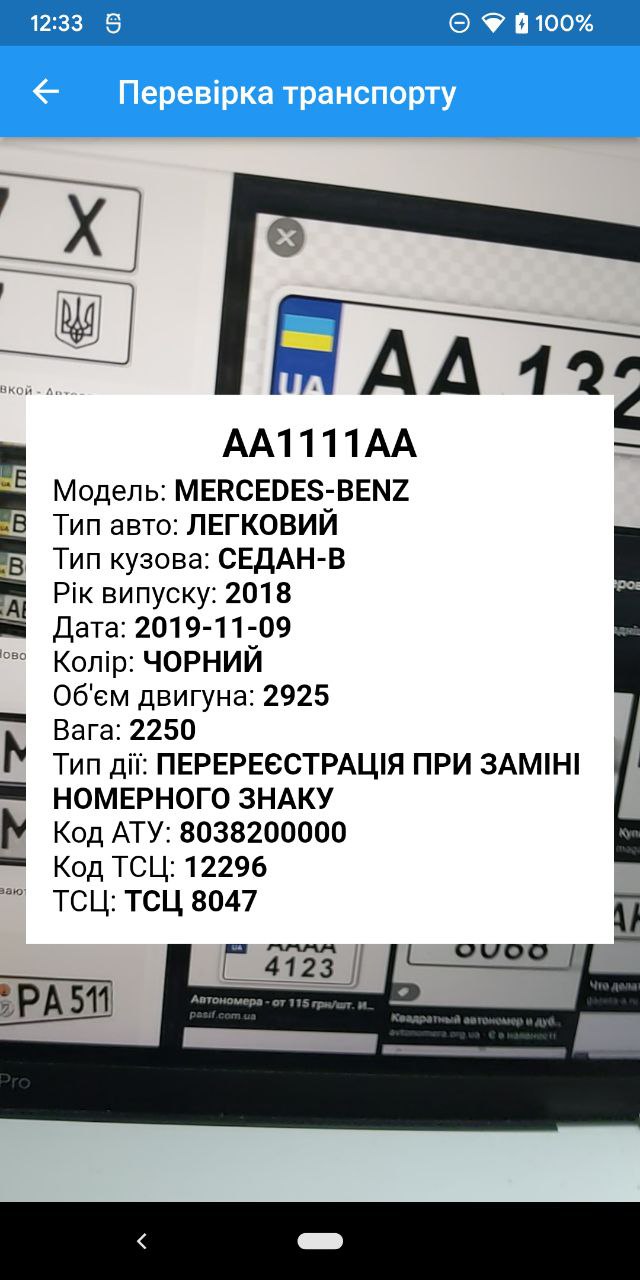 12:33
100%
Перевірка транспорту
X
UA
AA 132
AA1111AA
Модель: MERCEDES-BENZ
Тип авто: ЛЕГКОВИЙ
Тип кузова: СЕДАН-В
Рік випуску: 2018
Дата: 2019-11-09
Колір: ЧОРНИЙ
Об'єм двигуна: 2925
Вага: 2250
Тип дії: ПЕРЕРЕЄСТРАЦІЯ ПРИ ЗАМІНІ
НОМЕРНОГО ЗНАКУ
Код АТУ: 8038200000
Код ТСЦ: 12296
ТСЦ: ТСЦ 8047
4123
8088
PA 511
Автономера - от 115 грн/шт. И...
pasif.com.ua
Квадратный автономер и дуб...
avtonomera.org.ua - Є в наявності
Что делат
Pro